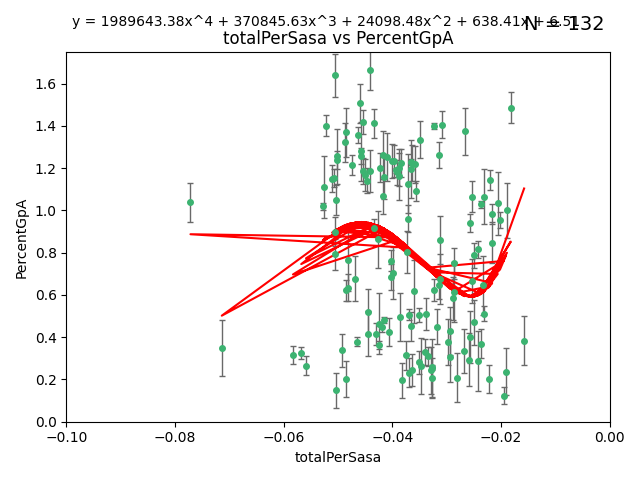 y = 1989643.38x^4 + 370845.63x^3 + 24098.48x^2 + 638.41x + 6.51
N = 132
totalPerSasa vs PercentGpA
PercentGpA
1.6
1.4
1.2
1.0
0.8
0.6
0.4
0.2
0.0
−0.10 −0.08 −0.06 −0.04 −0.02 0.00
totalPerSasa